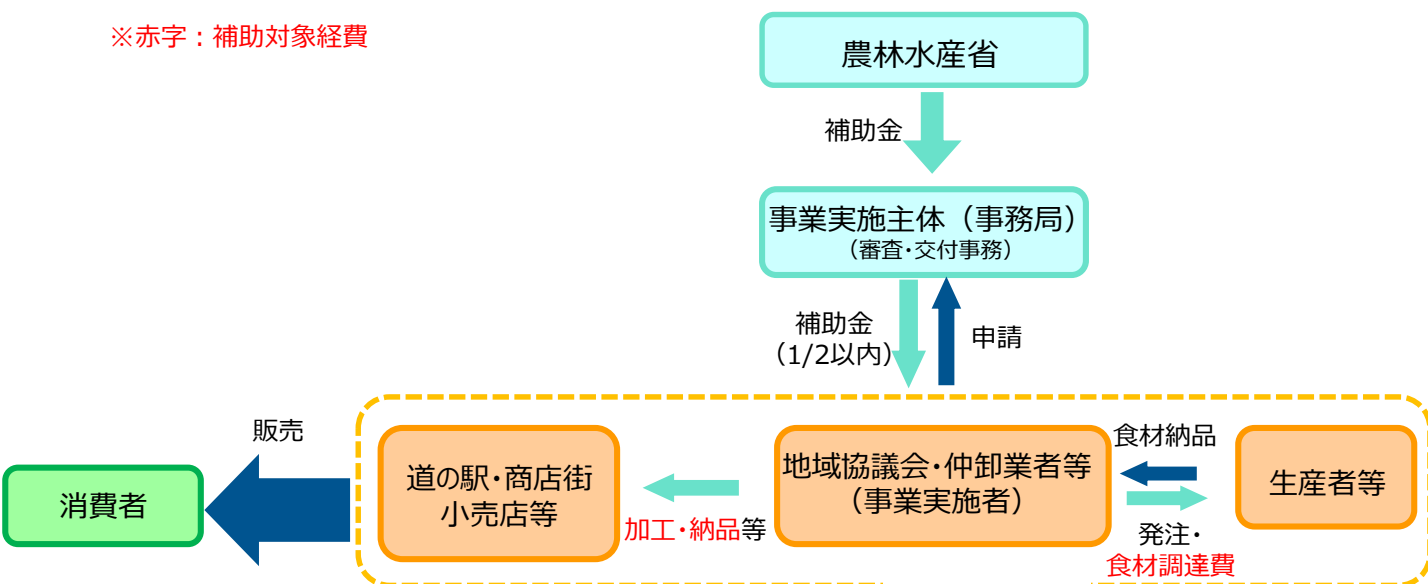 ※赤字：補助対象経費
農林水産省
補助金
事業実施主体（事務局）
（審査・交付事務）
補助金
（1/2以内）
申請
販売
消費者
道の駅・商店街
小売店等
加工・納品等
地域協議会・仲卸業者等
（事業実施者）
食材納品
発注・
食材調達費
生産者等